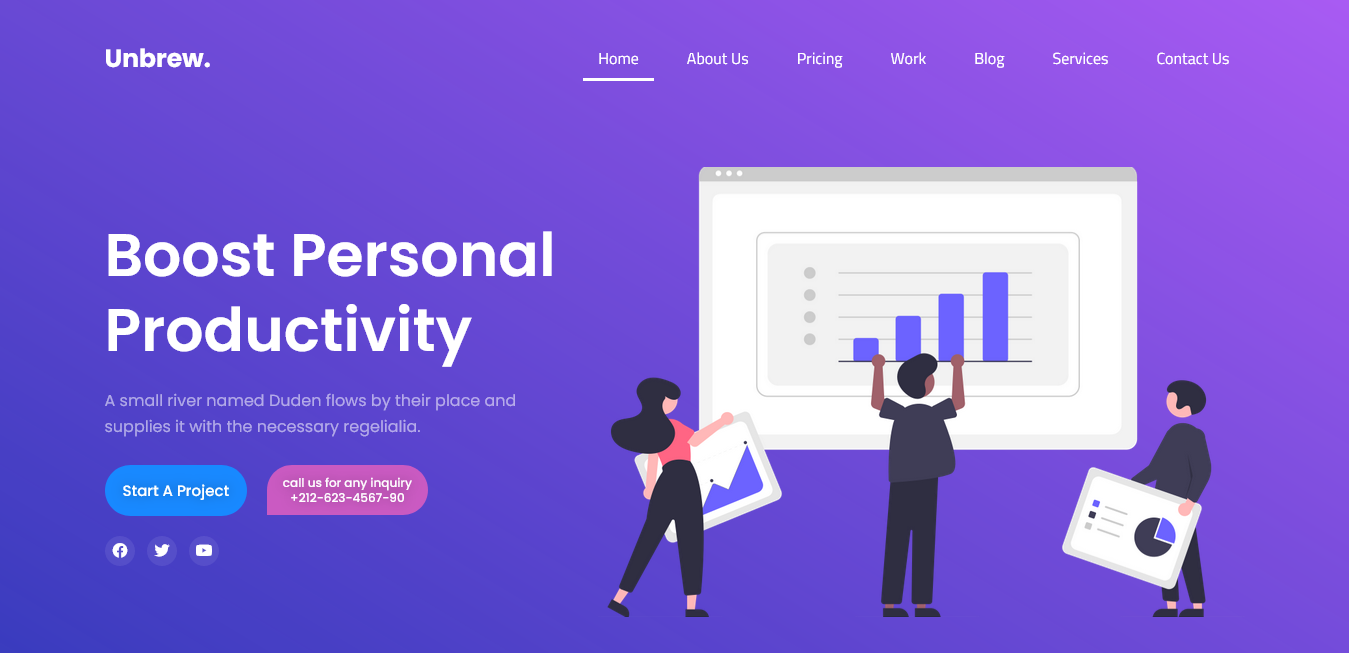 Unbrew.
Home About Us Pricing Work Blog Services Contact Us
Boost Personal
Productivity
A small river named Duden flows by their place and
supplies it with the necessary regelialia.
Start A Project
call us for any inquiry
+212-623-4567-90